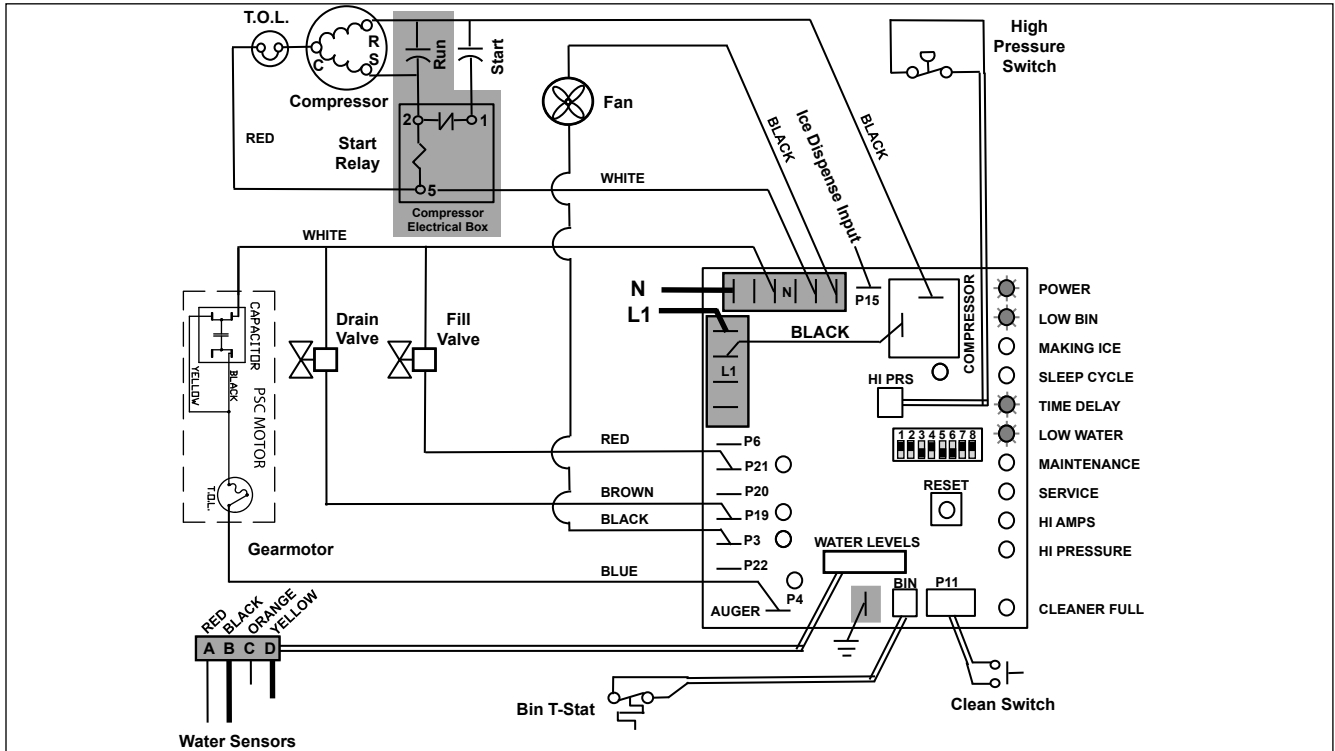 T.O.L.
R
S
C
Compressor
Run
Start
RED
Start
Relay
2
1
5
Compressor
Electrical Box
WHITE
Fan
BLACK
Ice Dispense Input
BLACK
High
Pressure
Switch
WHITE
N
L1
N
P15
COMPRESSOR
BLACK
L1
HI PRS
1 2 3 4 5 6 7 8
RESET
POWER
LOW BIN
MAKING ICE
SLEEP CYCLE
TIME DELAY
LOW WATER
MAINTENANCE
SERVICE
HI AMPS
HI PRESSURE
CLEANER FULL
CAPACITOR
YELLOW
BLACK
PSC MOTOR
T.O.L.
Gearmotor
Drain
Valve
Fill
Valve
RED
P6
P21
BROWN
P20
P19
BLACK
P3
P22
BLUE
P4
AUGER
WATER LEVELS
BIN
P11
RED
BLACK
ORANGE
YELLOW
A B C D
Water Sensors
Bin T-Stat
Clean Switch